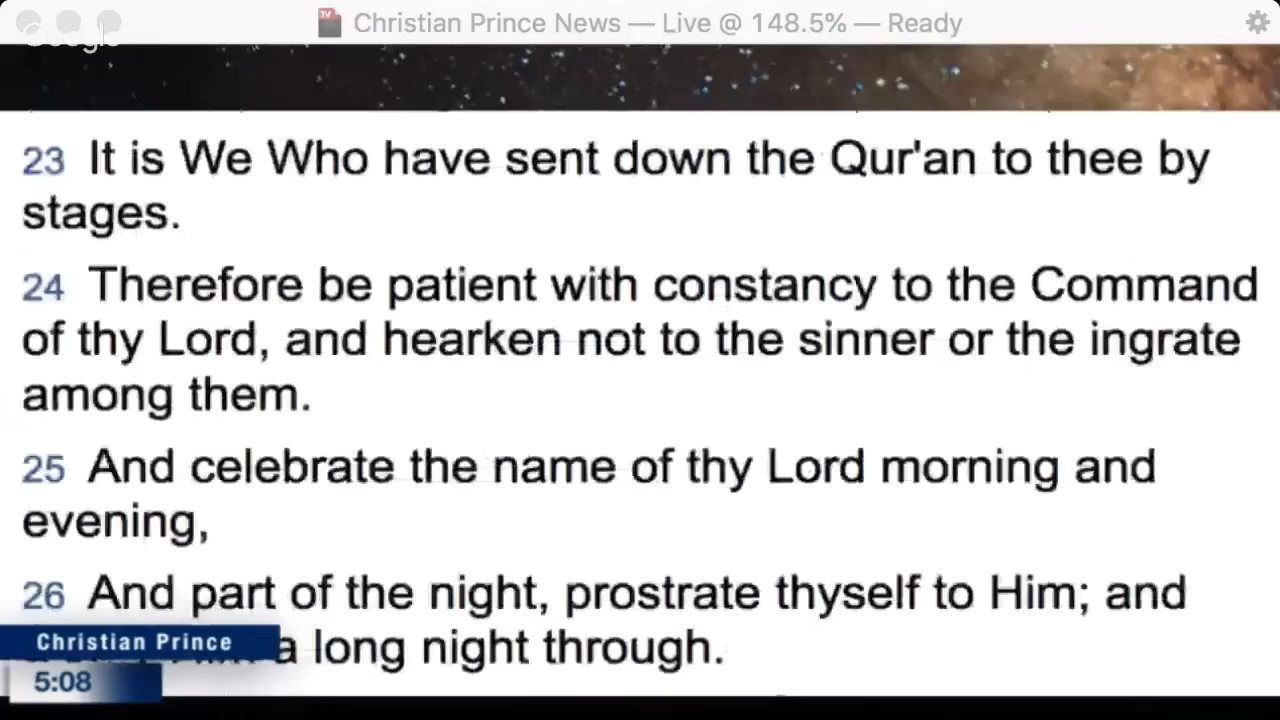 Christian Prince News — Live @ 148.5% — Ready
Google
TV
23 It is We Who have sent down the Qur'an to thee by
stages.
24 Therefore be patient with constancy to the Command
of thy Lord, and hearken not to the sinner or the ingrate
among them.
25 And celebrate the name of thy Lord morning and
evening,
26 And part of the night, prostrate thyself to Him; and
a long night through.
Christian Prince
5:08